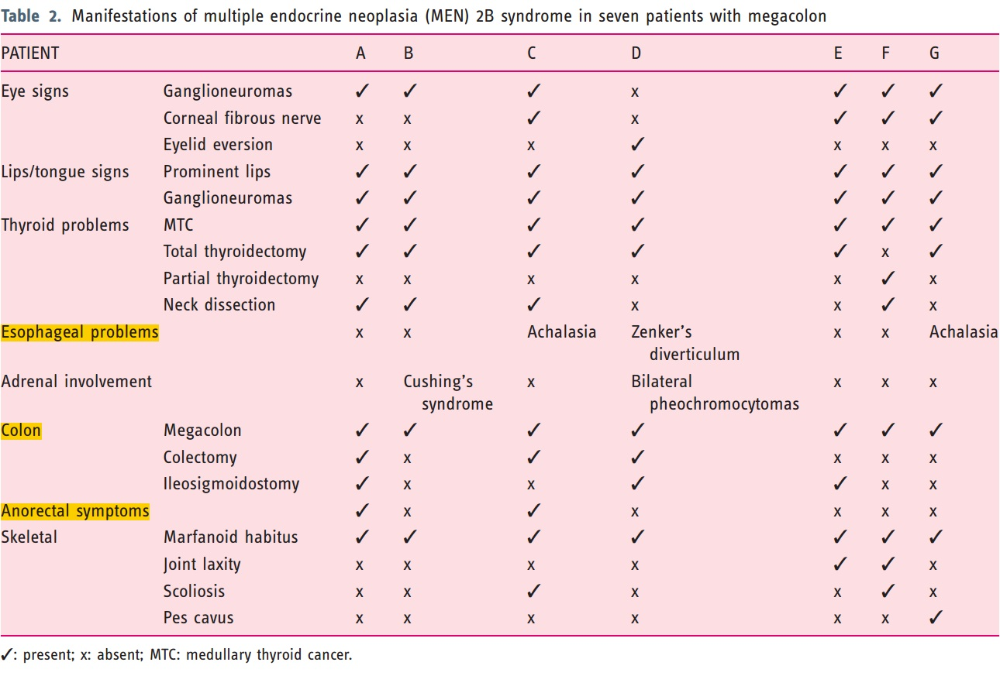 Table 2. Manifestations of multiple endocrine neoplasia (MEN) 2B syndrome in seven patients with megacolon
PATIENT A B C D E F G
Eye signs Ganglioneuromas ✓ ✓ ✓ x ✓ ✓ ✓
Corneal fibrous nerve x x ✓ x ✓ ✓ ✓
Eyelid eversion x x x ✓ x x x
Lips/tongue signs Prominent lips ✓ ✓ ✓ ✓ ✓ ✓ ✓
Ganglioneuromas ✓ ✓ ✓ ✓ ✓ ✓ ✓
Thyroid problems MTC ✓ ✓ ✓ ✓ ✓ ✓ ✓
Total thyroidectomy ✓ ✓ ✓ ✓ ✓ x ✓
Partial thyroidectomy x x x x x ✓ x
Neck dissection ✓ ✓ ✓ x x ✓ x
Esophageal problems x x Achalasia Zenker's x x Achalasia
diverticulum
Adrenal involvement x Cushing's x Bilateral x x x
syndrome pheochromocytomas
Colon Megacolon ✓ ✓ ✓ ✓ ✓ ✓ ✓
Colectomy ✓ x ✓ ✓ x x x
Ileosigmoidostomy ✓ x x ✓ ✓ x x
Anorectal symptoms ✓ x ✓ x x x x
Skeletal Marfanoid habitus ✓ ✓ ✓ ✓ ✓ ✓ ✓
Joint laxity x x x x ✓ ✓ x
Scoliosis x x ✓ x x ✓ x
Pes cavus x x x x x x ✓
✓: present; x: absent; MTC: medullary thyroid cancer.